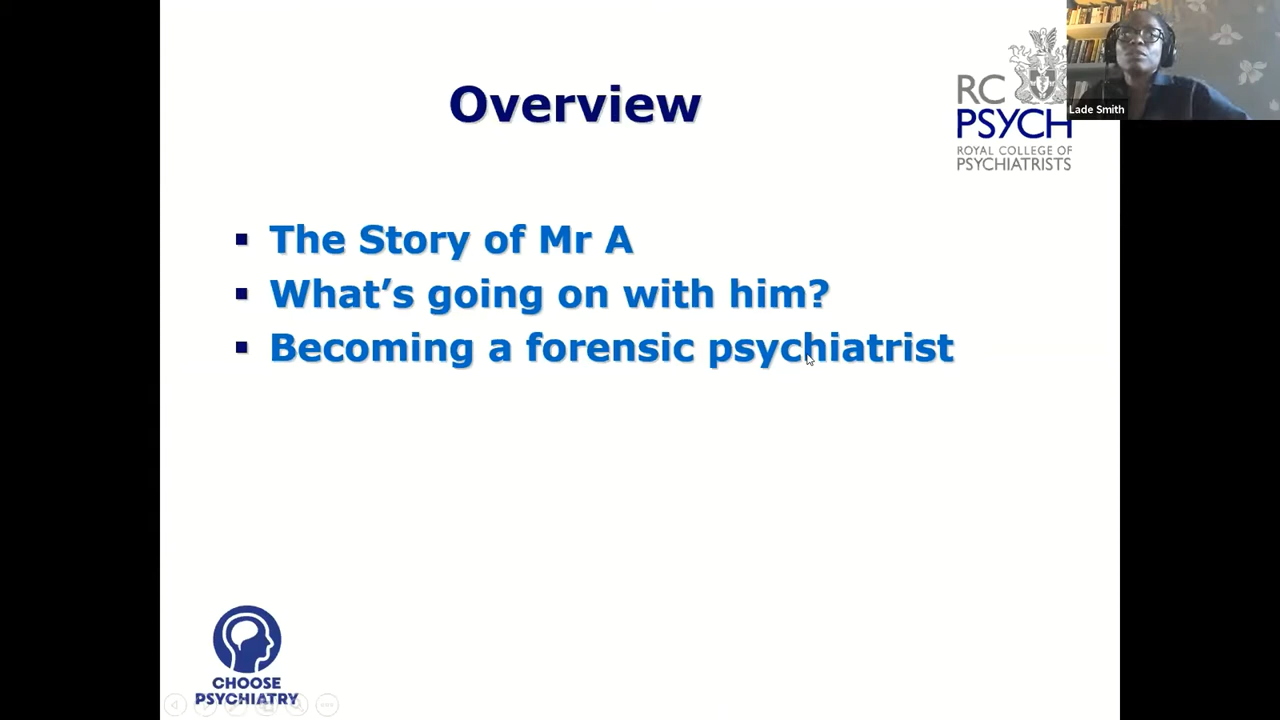 Overview
RC
PSYCH
ROYAL COLLEGE OF
PSYCHIATRISTS
Lade Smith
The Story of Mr A
What's going on with him?
Becoming a forensic psychiatrist
CHOOSE
PSYCHIATRY